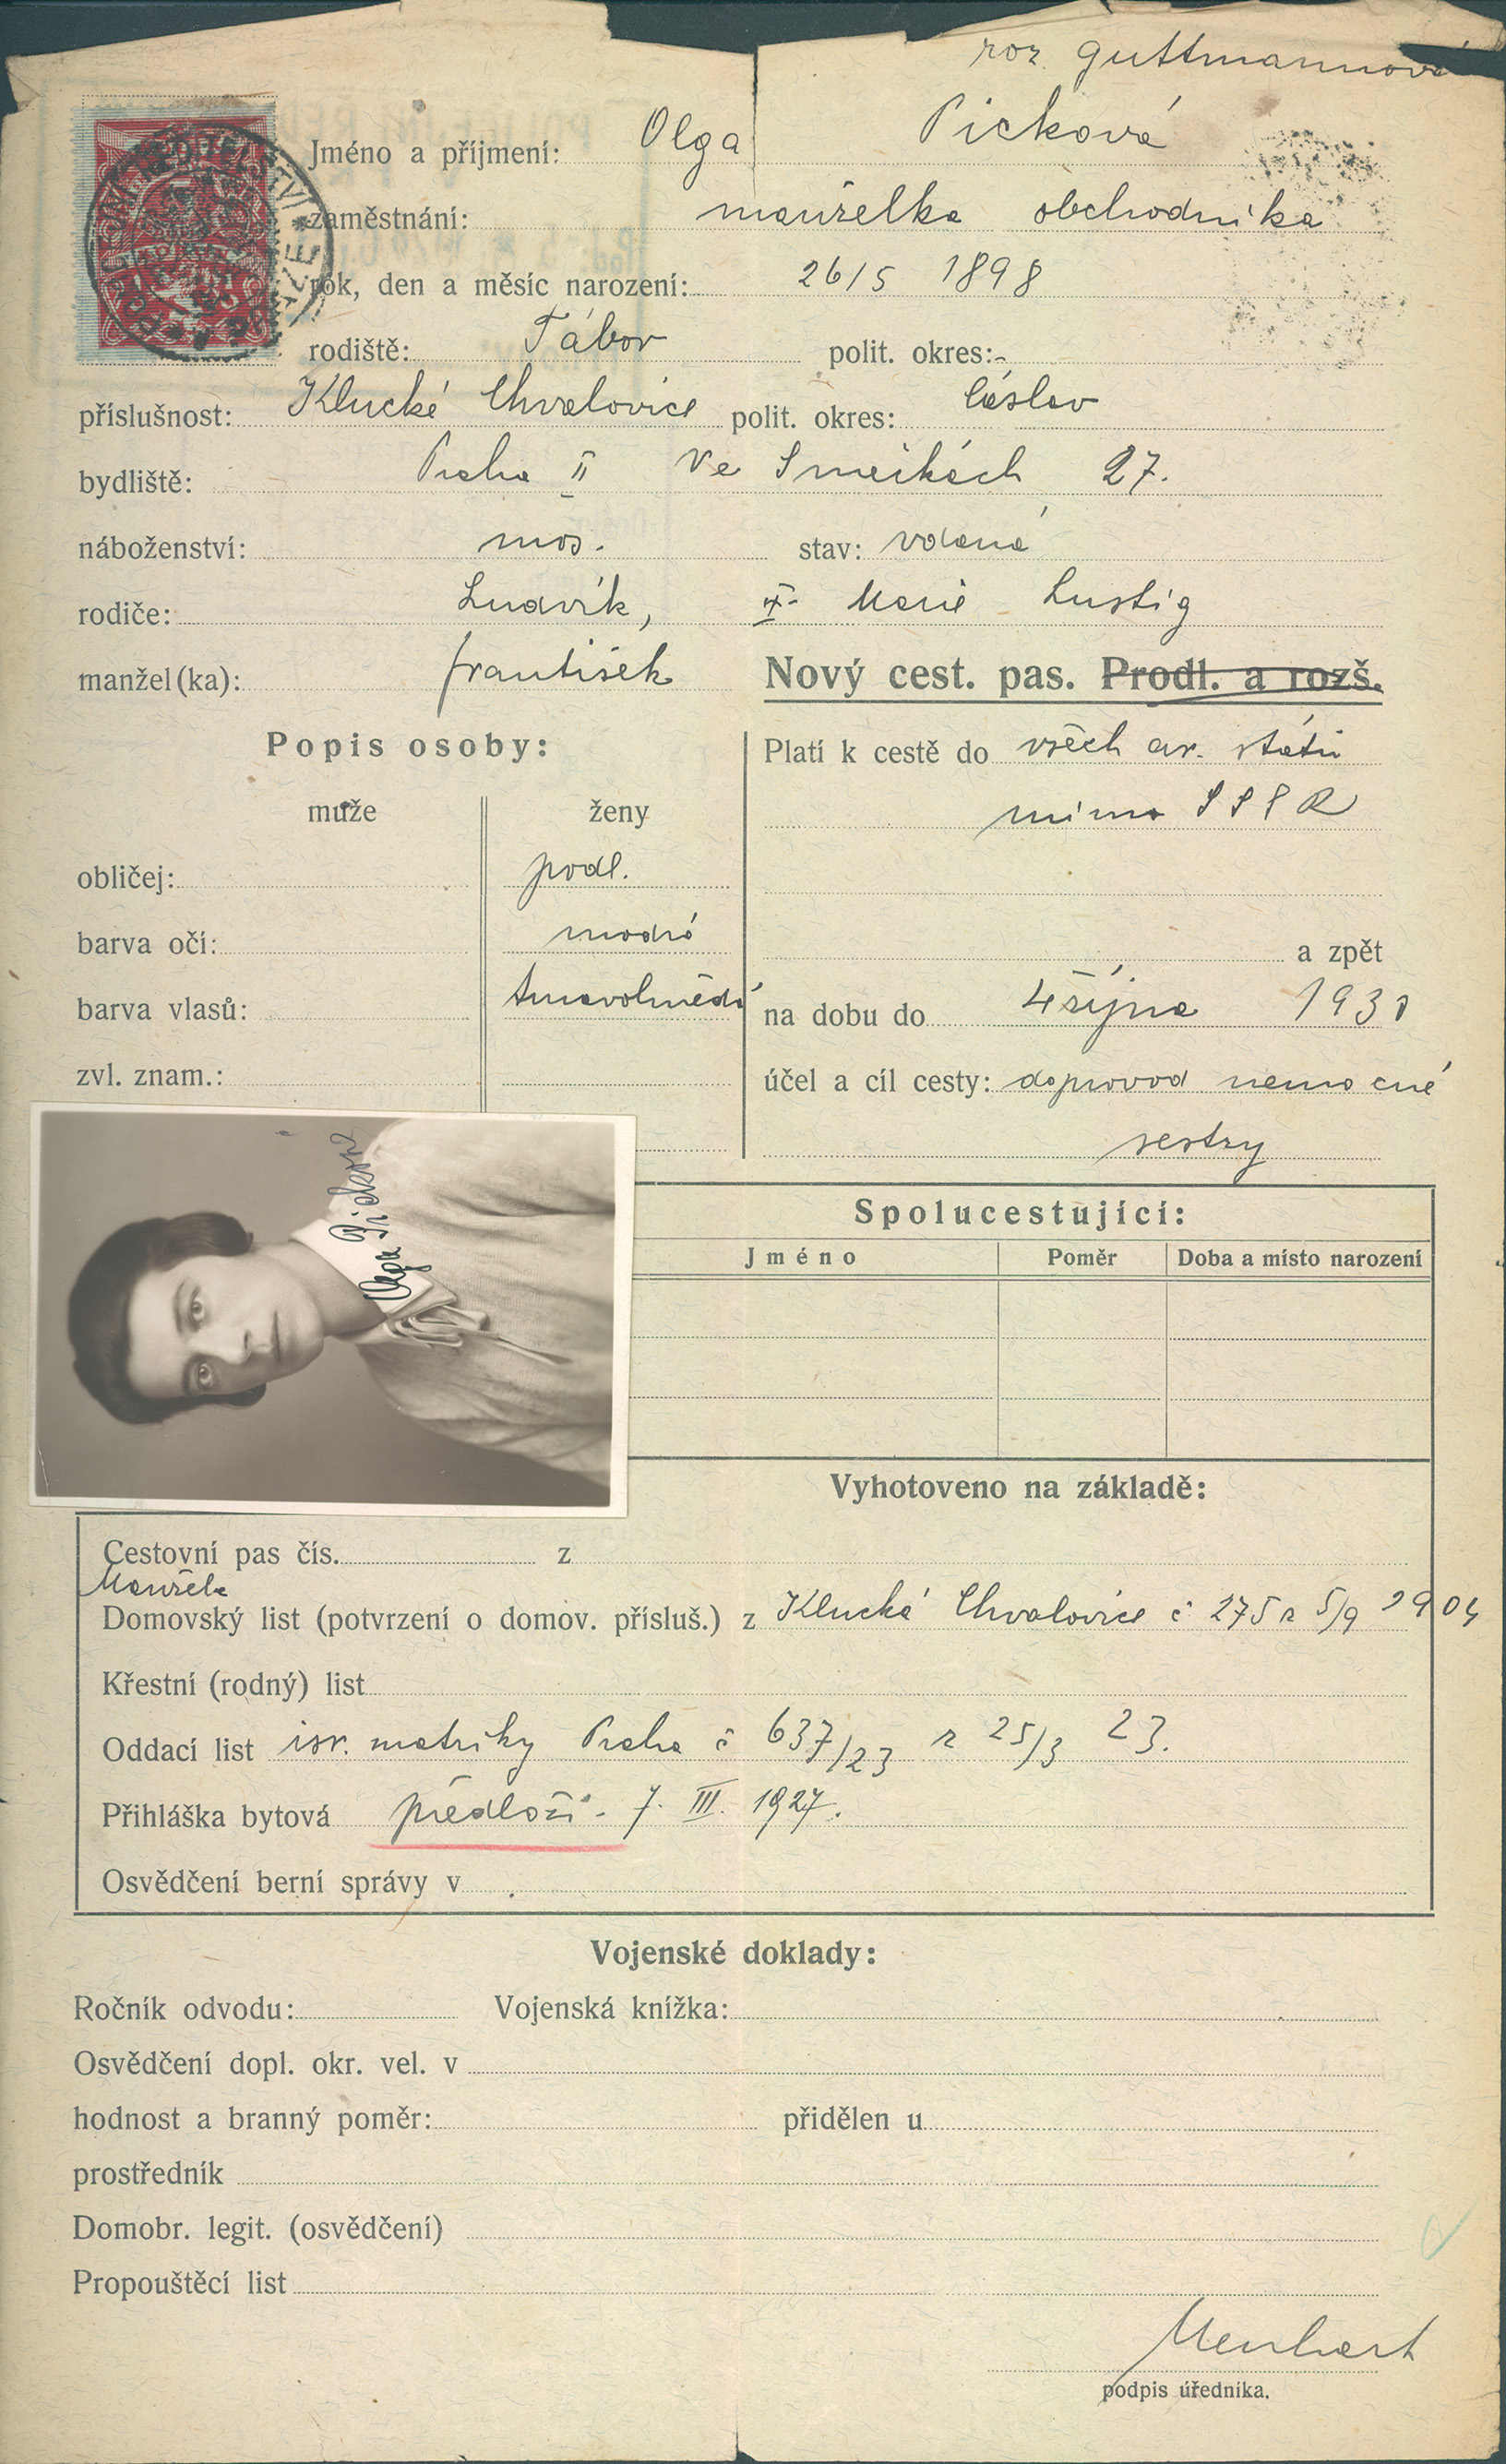 roz. Guttmannová
Jméno a příjmení: Olga Picková
zaměstnání: manželka obchodníka
rok, den a měsíc narození: 26/5 1898
rodiště: Tábor polit. okres: -
příslušnost: Klucké Chvalovice polit. okres: Čáslav
bydliště: Praha II Ve Smečkách 27.
náboženství: mos. stav: vdaná
rodiče: Ludvík, Marie Lustig
manžel(ka): František
Nový cest. pas. Prodl. a rozš.
Popis osoby:
muže ženy
obličej: podl.
barva očí: modré
barva vlasů: tmavohnědé
zvl. znam.:
Platí k cestě do všech ev. států
mimo SSSR
a zpět
na dobu do 4 října 1931
účel a cíl cesty: doprovod nemocné
sestry
Olga Picková
Spolucestující:
Jméno Poměr Doba a místo narození
Vyhotoveno na základě:
Cestovní pas čís. z
Manžela
Domovský list (potvrzení o domov. přísluš.) z Klucké Chvalovice č 275 z 5/9 1904
Křestní (rodný) list
Oddací list isr. matriky Praha č 637/23 z 25/3 23.
Přihláška bytová předloži - 7. III. 1927.
Osvědčení berní správy v
Vojenské doklady:
Ročník odvodu: Vojenská knížka:
Osvědčení dopl. okr. vel. v
hodnost a branný poměr: přidělen u
prostředník
Domobr. legit. (osvědčení)
Propouštěcí list
Menhart
podpis úředníka.